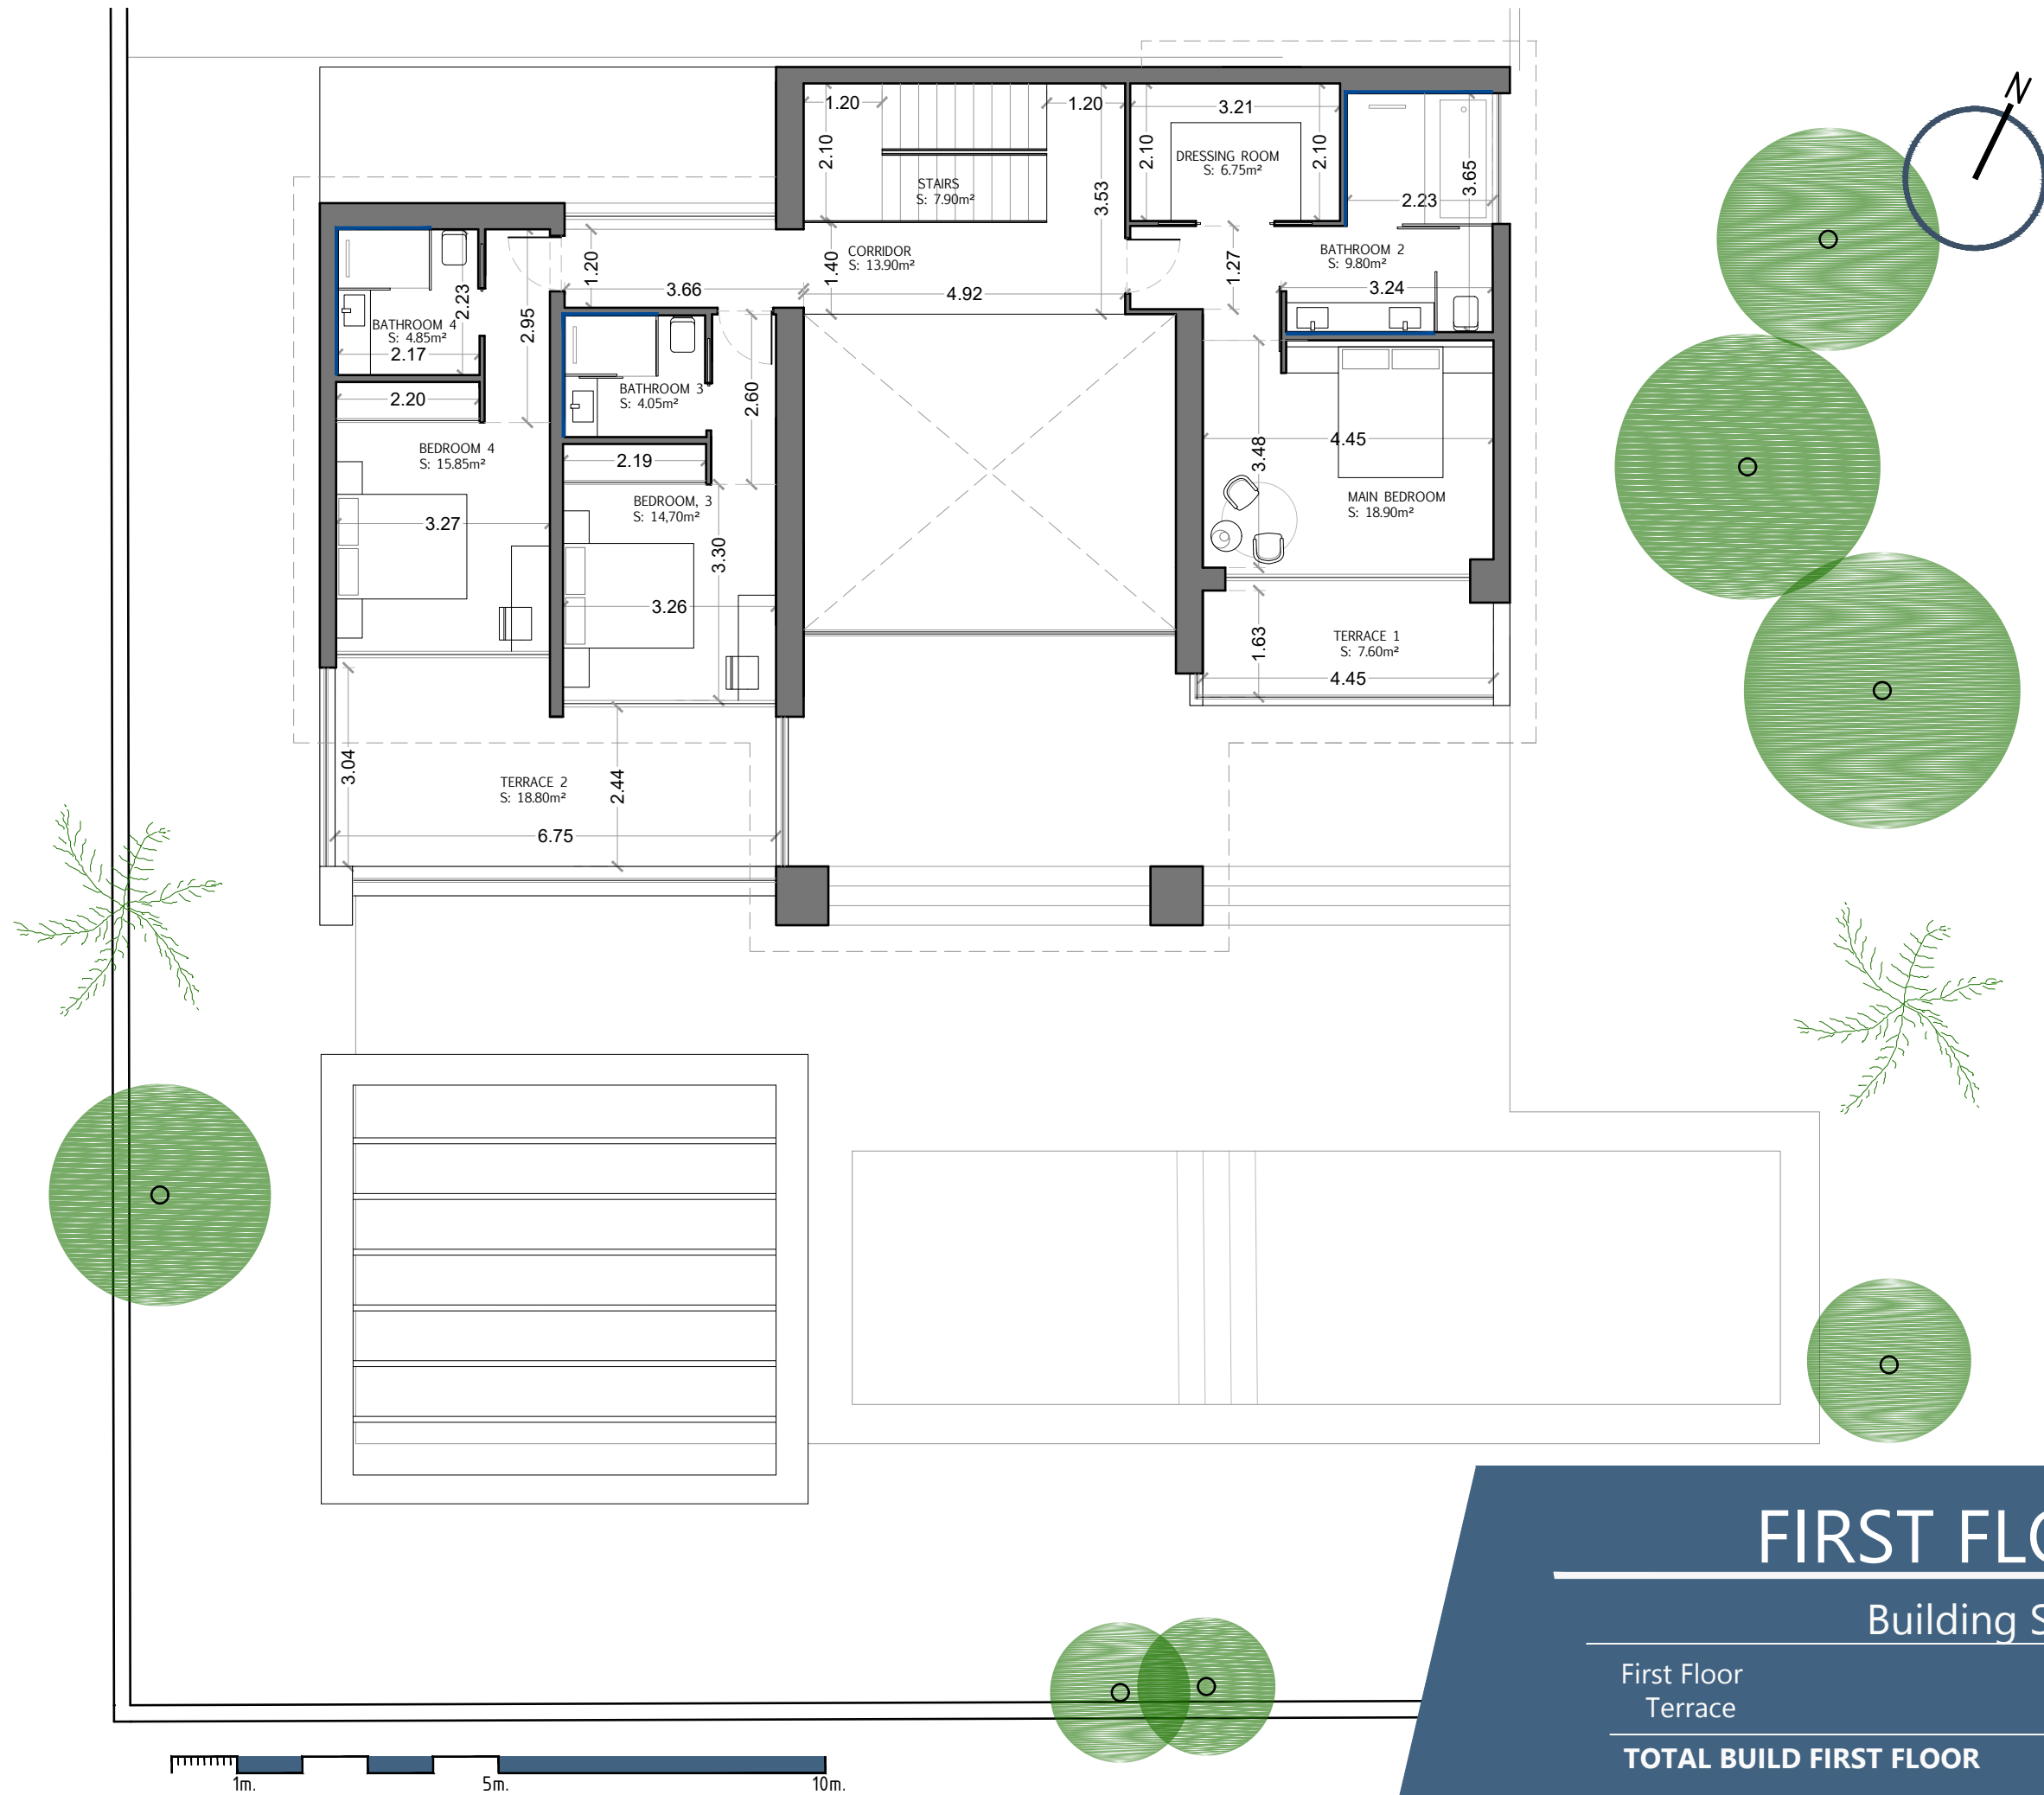 N
1.20
1.20
3.21
2.10
2.10
2.10
DRESSING ROOM
S: 6.75m²
3.65
STAIRS
S: 7.90m²
3.53
2.23
CORRIDOR
S: 13.90m²
BATHROOM 2
S: 9.80m²
1.20
1.40
1.27
3.66
4.92
3.24
2.23
BATHROOM 4
S: 4.85m²
2.17
2.95
BATHROOM 3
S: 4.05m²
2.60
2.20
4.45
3.48
BEDROOM 4
S: 15.85m²
2.19
BEDROOM, 3
S: 14,70m²
MAIN BEDROOM
S: 18.90m²
3.27
3.30
3.26
TERRACE 1
S: 7.60m²
1.63
4.45
3.04
TERRACE 2
S: 18.80m²
2.44
6.75
FIRST FLO
Building S
First Floor
Terrace
TOTAL BUILD FIRST FLOOR
1m.
5m.
10m.